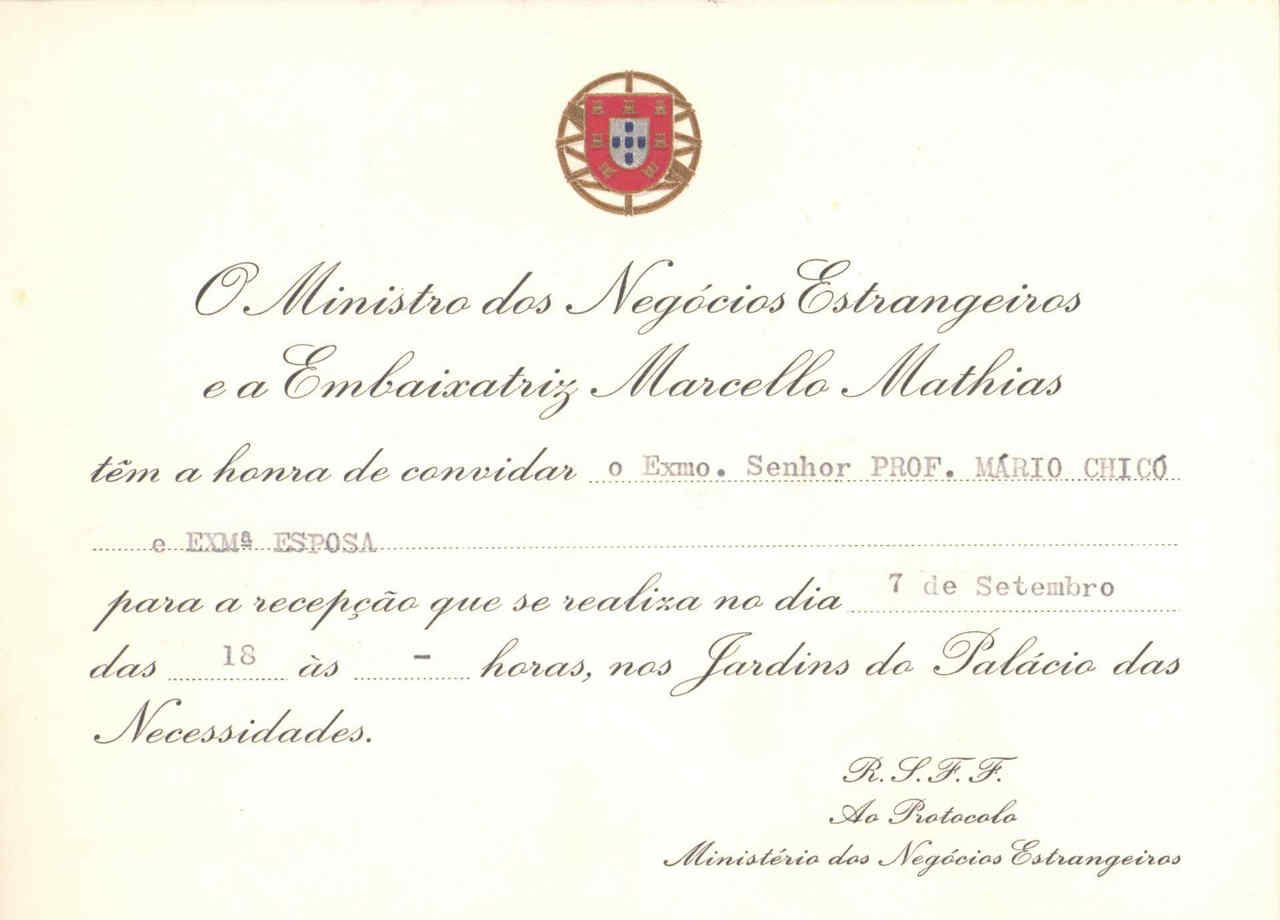 O Ministro dos Negócios Estrangeiros
e a Embaixatriz Marcello Mathias
têm a honra de convidar o Exmo. Senhor PROF. MÁRIO CHICÓ
e EXMª ESPOSA
para a recepção que se realiza no dia 7 de Setembro
das 18 às - horas, nos Jardins do Palácio das
Necessidades.
R. S. F. F.
Ao Protocolo
Ministério dos Negócios Estrangeiros